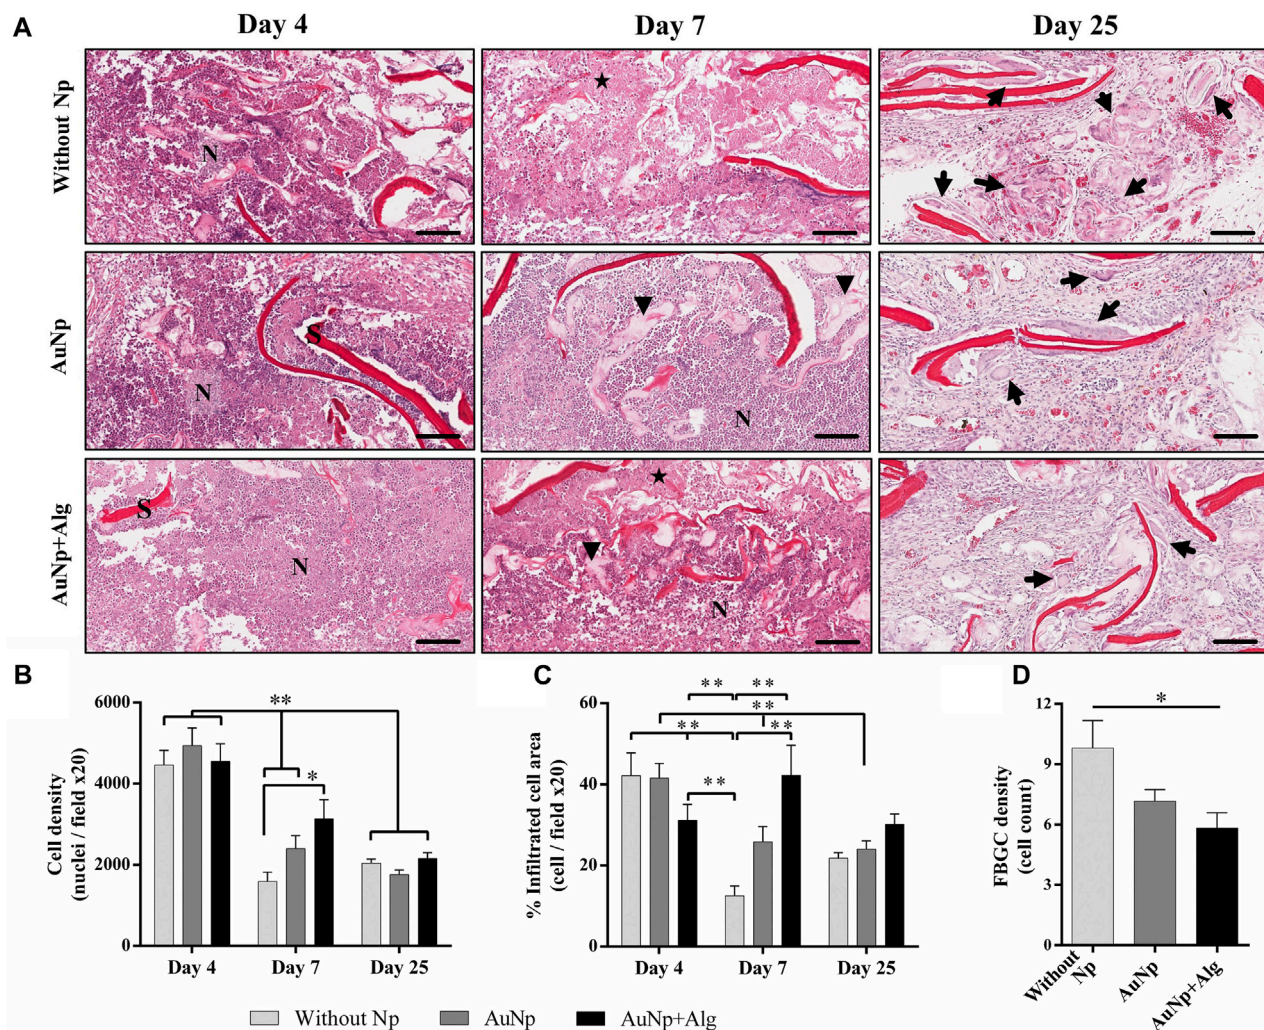 A
Day 4
Day 7
Day 25
Without Np
N
AuNp
S
N
N
AuNp+Alg
S
N
N
B
Cell density
(nuclei / field x20)
6000
4000
2000
0
**
*
Day 4
Day 7
Day 25
C
% Infiltrated cell area
(cell / field x20)
60
40
20
0
**
**
**
**
**
**
Day 4
Day 7
Day 25
D
FBGC density
(cell count)
12
9
6
3
0
*
Without
Np
AuNp
AuNp+Alg
Without Np
AuNp
AuNp+Alg